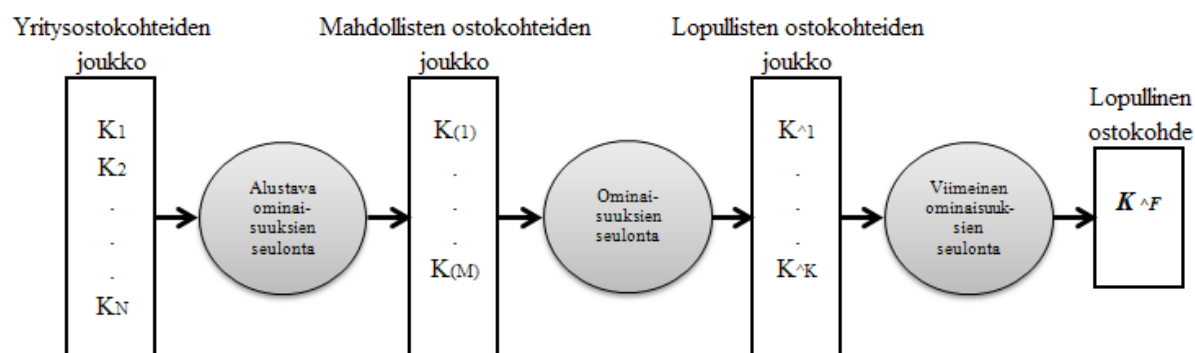 Yritysostokohteiden
joukko
K1
K2
.
.
.
KN
Alustava
ominai-
suuksien
seulonta
Mahdollisten ostokohteiden
joukko
K(1)
.
.
.
K(M)
Ominai-
suuksien
seulonta
Lopullisten ostokohteiden
joukko
K^1
.
.
.
K^K
Viimeinen
ominaisuuk-
sien
seulonta
Lopullinen
ostokohde
K ^F